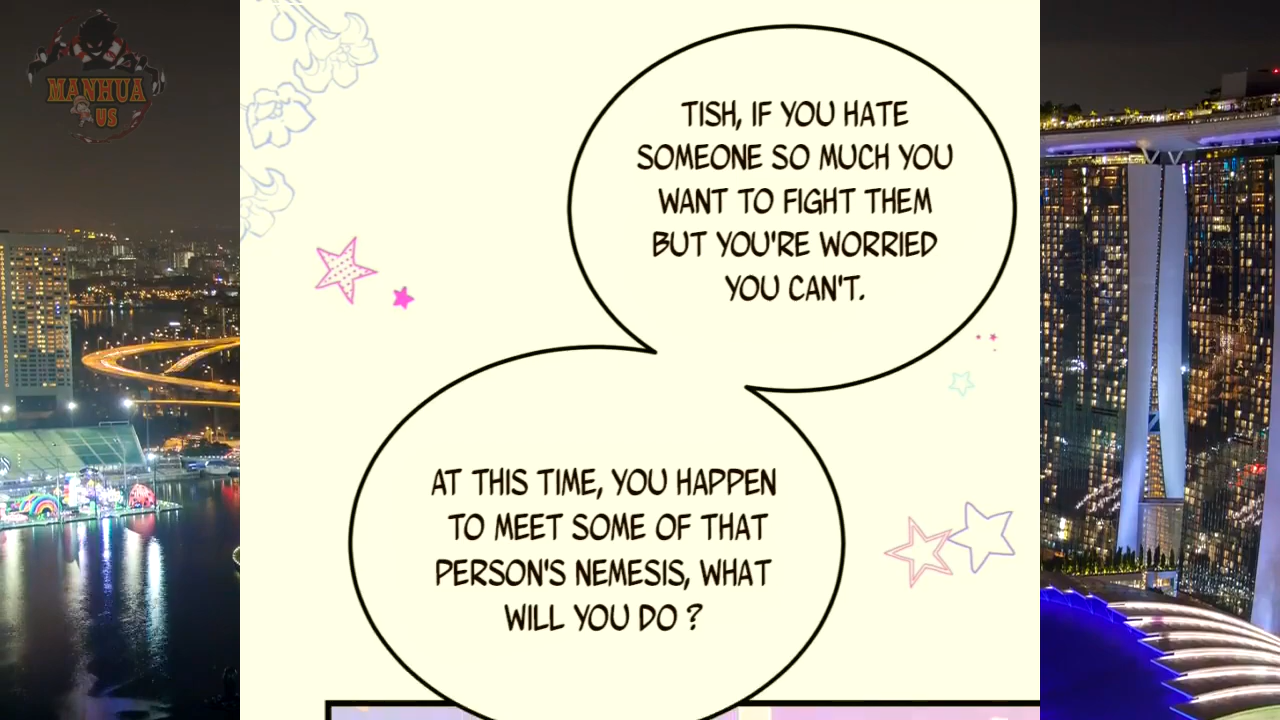 MANHUA
US
TISH, IF YOU HATE
SOMEONE SO MUCH YOU
WANT TO FIGHT THEM
BUT YOU'RE WORRIED
YOU CAN'T.
AT THIS TIME, YOU HAPPEN
TO MEET SOME OF THAT
PERSON'S NEMESIS, WHAT
WILL YOU DO ?